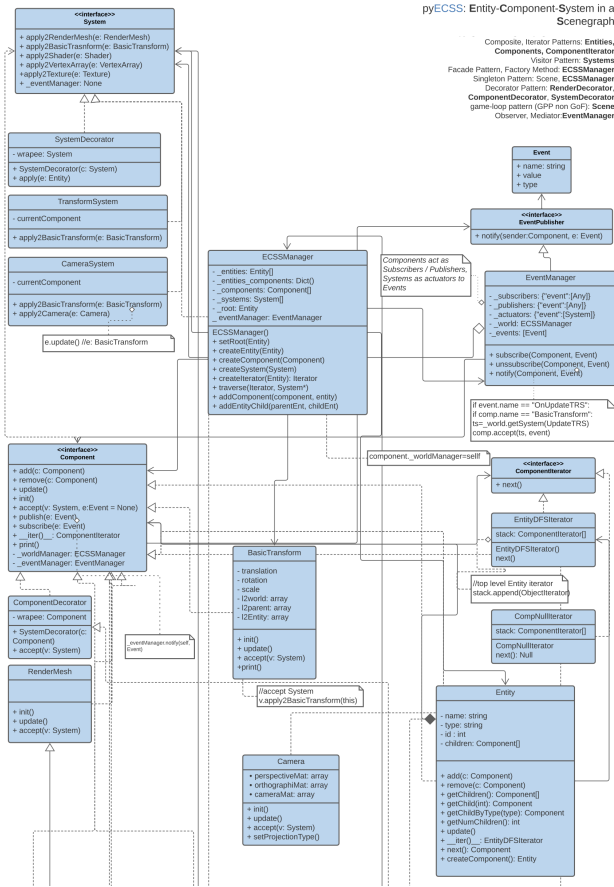 pyECSS: Entity-Component-System in a
Scenegraph
Composite, Iterator Patterns: Entities,
Components, ComponentIterator
Visitor Pattern: Systems
Facade Pattern, Factory Method: ECSSManager
Singleton Pattern: Scene, ECSSManager
Decorator Pattern: RenderDecorator,
ComponentDecorator, SystemDecorator
game-loop pattern (GPP non GoF): Scene
Observer, Mediator:EventManager
<<interface>>
System
+ apply2RenderMesh(e: RenderMesh)
+ apply2BasicTrasnform(e: BasicTransform)
+ apply2Shader(e: Shader)
+ apply2VertexArray(e: VertexArray)
+apply2Texture(e: Texture)
+ _eventManager: None
SystemDecorator
- wrapee: System
+ SystemDecorator(c: System)
+ apply(e: Entity)
TransformSystem
- currentComponent
+ apply2BasicTransform(e: BasicTransform)
CameraSystem
- currentComponent
+ apply2BasicTransform(e: BasicTransform)
+ apply2Camera(e: Camera)
e.update() //e: BasicTransform
ECSSManager
- _entities: Entity[]
- _entities_components: Dict{}
- _components: Component[]
- _systems: System[]
- _root: Entity
_ eventManager: EventManager
ECSSManager()
+ setRoot(Entity)
+ createEntity(Entity)
+ createComponent(Component)
+ createSystem(System)
+ createIterator(Entity): Iterator
+ traverse(Iterator, System*)
+ addComponent(component, entity)
+ addEntityChild(parentEnt, childEnt)
Components act as
Subscribers / Publishers,
Systems as actuators to
Events
Event
+ name: string
+ value
+ type
<<interface>>
EventPublisher
+ notify(sender:Component, e: Event)
EventManager
- _subscribers: {"event":[Any]}
- _publishers: {"event":[Any]}
- _actuators: {"event":[System]}
- _world: ECSSManager
- _events: [Event]
+ subscribe(Component, Event)
+ unssubscribe(Component, Event)
+ notify(Component, Event)
if event.name == "OnUpdateTRS":
if comp.name == "BasicTransform":
ts=_world.getSystem(UpdateTRS)
comp.accept(ts, event)
component._worldManager=self
<<interface>>
Component
+ add(c: Component)
+ remove(c: Component)
+ update()
+ init()
+ accept(v: System, e:Event = None)
+ publish(e: Event)
+ subscribe(e: Event)
+ __iter()__: ComponentIterator
+ print()
- _worldManager: ECSSManager
- _eventManager: EventManager
<<interface>>
ComponentIterator
+ next()
EntityDFSIterator
stack: ComponentIterator[]
EntityDFSIterator()
next()
//top level Entity iterator
stack.append(ObjectIterator)
CompNullIterator
stack: ComponentIterator[]
CompNullIterator
next(): Null
BasicTransform
- translation
- rotation
- scale
- l2world: array
- l2parent: array
- l2Entity: array
+ init()
+ update()
+ accept(v: System)
+print()
//accept System
v.apply2BasicTransform(this)
ComponentDecorator
- wrapee: Component
+ SystemDecorator(c:
Component)
+ accept(v: System)
_eventManager.notify(self,
Event)
RenderMesh
+ init()
+ update()
+ accept(v: System)
Camera
• perspectiveMat: array
• orthographiMat: array
• cameraMat: array
+ init()
+ update()
+ accept(v: System)
+ setProjectionType()
Entity
- name: string
- type: string
- id : int
- children: Component[]
+ add(c: Component)
+ remove(c: Component)
+ getChildren(): Component[]
+ getChild(int): Component
+ getChildByType(type): Component
+ getNumChildren(): int
+ update()
+ __iter()__: EntityDFSIterator
+ next(): Component
+ createComponent(): Entity